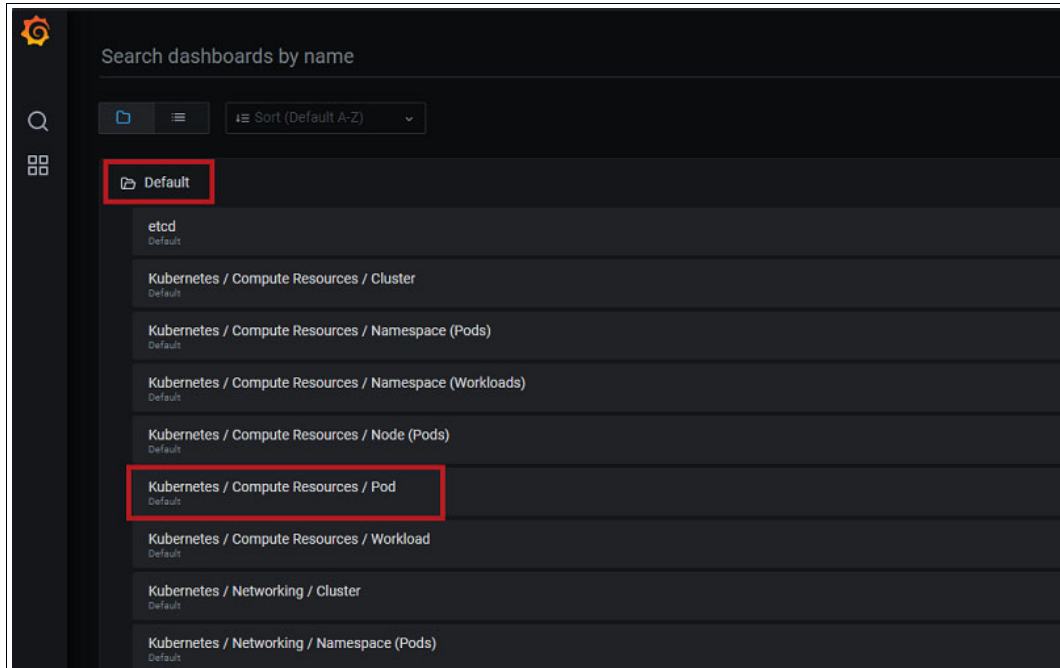 Search dashboards by name
Sort (Default A-Z)
Default
etcd
Default
Kubernetes / Compute Resources / Cluster
Default
Kubernetes / Compute Resources / Namespace (Pods)
Default
Kubernetes / Compute Resources / Namespace (Workloads)
Default
Kubernetes / Compute Resources / Node (Pods)
Default
Kubernetes / Compute Resources / Pod
Default
Kubernetes / Compute Resources / Workload
Default
Kubernetes / Networking / Cluster
Default
Kubernetes / Networking / Namespace (Pods)
Default